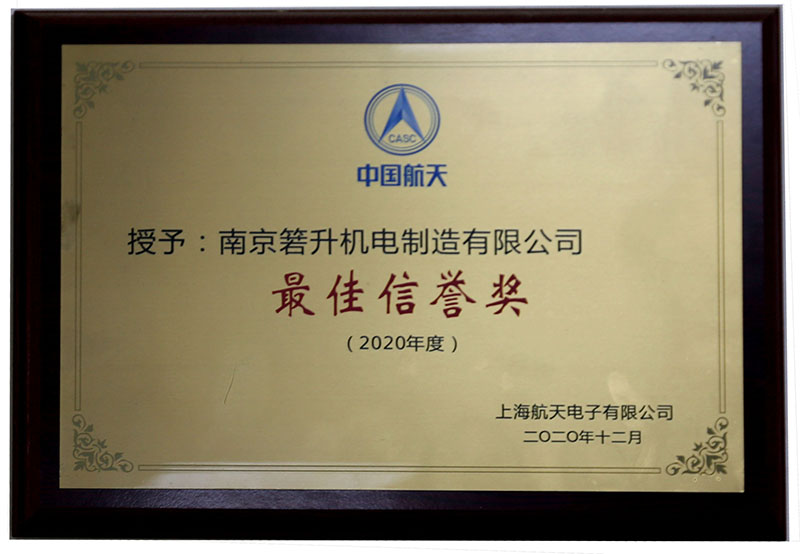 CASC
中国航天
授予：南京箬升机电制造有限公司
最佳信誉奖
（2020年度）
上海航天电子有限公司
二〇二〇年十二月